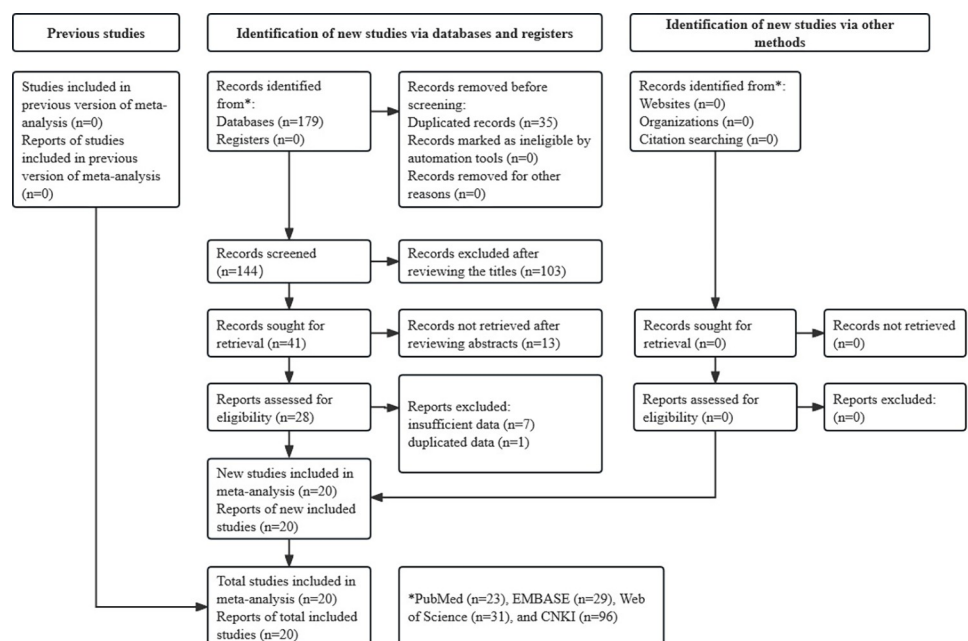 Previous studies
Identification of new studies via databases and registers
Identification of new studies via other
methods
Studies included in
previous version of meta-
analysis (n=0)
Reports of studies
included in previous
version of meta-analysis
(n=0)
Records identified
from*:
Databases (n=179)
Registers (n=0)
Records removed before
screening:
Duplicated records (n=35)
Records marked as ineligible by
automation tools (n=0)
Records removed for other
reasons (n=0)
Records identified from*:
Websites (n=0)
Organizations (n=0)
Citation searching (n=0)
Records screened
(n=144)
Records excluded after
reviewing the titles (n=103)
Records sought for
retrieval (n=41)
Records not retrieved after
reviewing abstracts (n=13)
Records sought for
retrieval (n=0)
Records not retrieved
(n=0)
Reports assessed for
eligibility (n=28)
Reports excluded:
insufficient data (n=7)
duplicated data (n=1)
Reports assessed for
eligibility (n=0)
Reports excluded:
(n=0)
New studies included in
meta-analysis (n=20)
Reports of new included
studies (n=20)
Total studies included in
meta-analysis (n=20)
Reports of total included
studies (n=20)
*PubMed (n=23), EMBASE (n=29), Web
of Science (n=31), and CNKI (n=96)